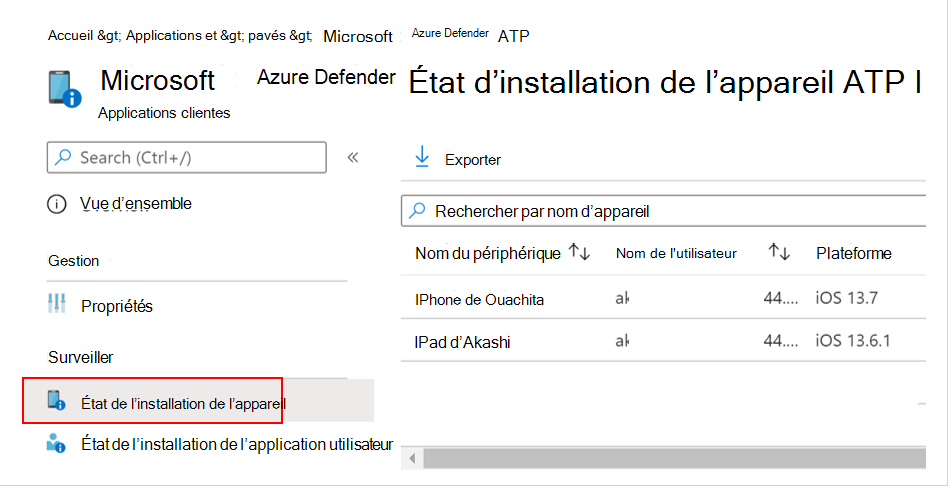 Accueil &gt; Applications et &gt; pavés &gt; Microsoft Azure Defender ATP
Microsoft Azure Defender État d’installation de l’appareil ATP l
Applications clientes
Search (Ctrl+/)
«
Exporter
Vue d’ensemble
Rechercher par nom d’appareil
Nom du périphérique Nom de l'utilisateur Plateforme
Gestion
IPhone de Ouachita ak 44.... iOS 13.7
Propriétés
IPad d’Akashi ak 44.... iOS 13.6.1
Surveiller
État de l’installation de l’appareil
État de l’installation de l’application utilisateur